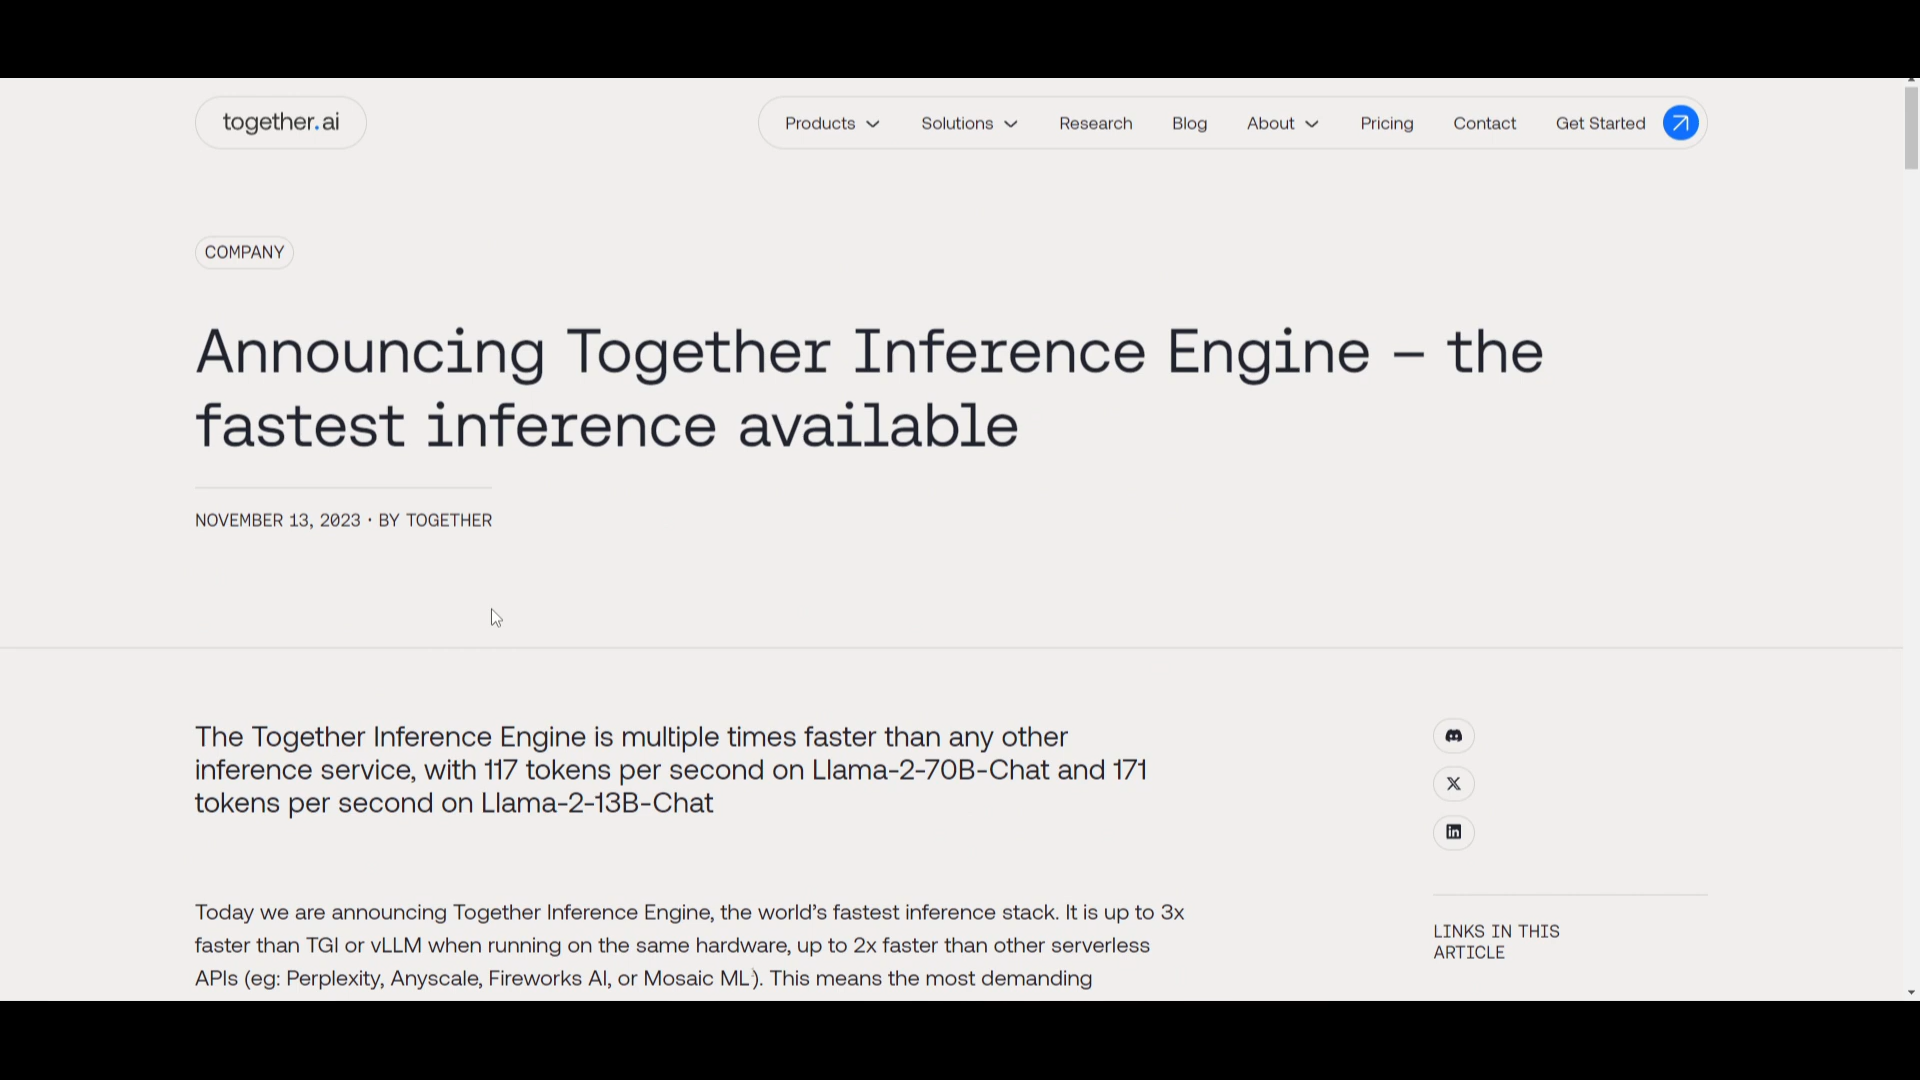 together.ai
Products Solutions Research Blog About Pricing Contact Get Started
COMPANY
Announcing Together Inference Engine – the
fastest inference available
NOVEMBER 13, 2023 · BY TOGETHER
The Together Inference Engine is multiple times faster than any other
inference service, with 117 tokens per second on Llama-2-70B-Chat and 171
tokens per second on Llama-2-13B-Chat
Today we are announcing Together Inference Engine, the world’s fastest inference stack. It is up to 3x
faster than TGI or vLLM when running on the same hardware, up to 2x faster than other serverless
APIs (eg: Perplexity, Anyscale, Fireworks AI, or Mosaic ML). This means the most demanding
LINKS IN THIS
ARTICLE